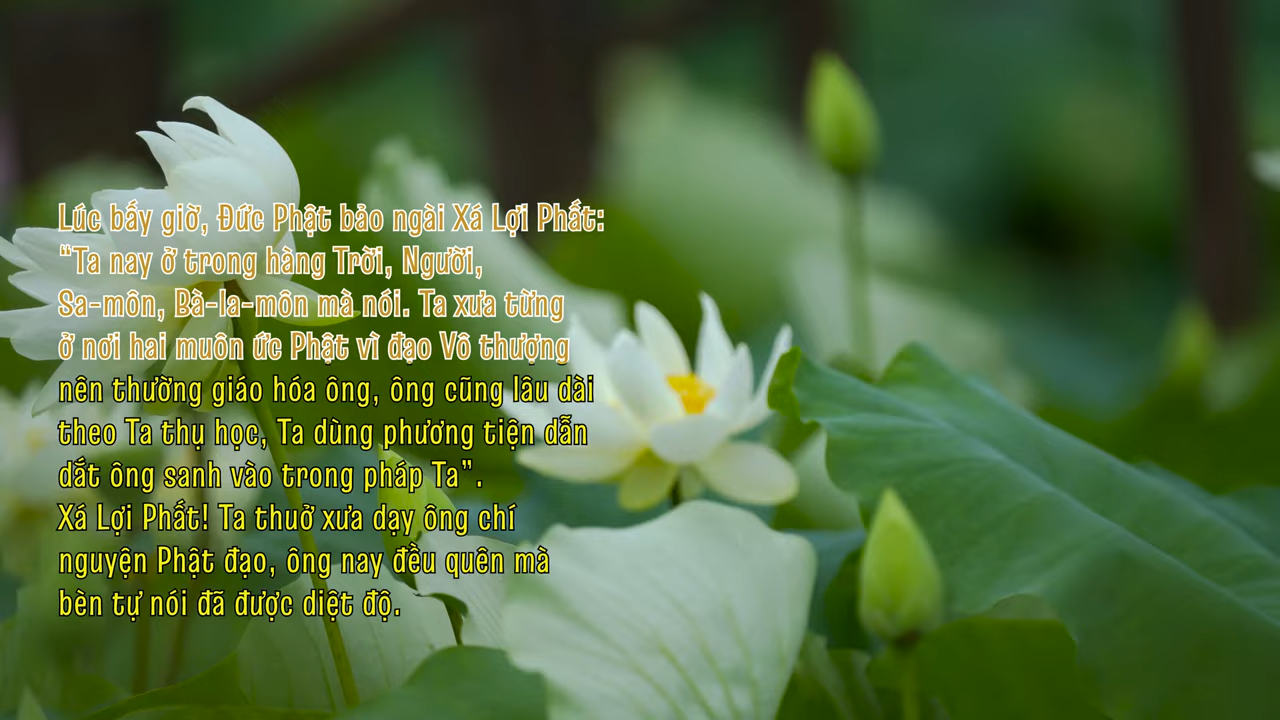 Lúc bấy giờ, Đức Phật bảo ngài Xá Lợi Phất:
“Ta nay ở trong hàng Trời, Người,
Sa-môn, Bà-la-môn mà nói. Ta xưa từng
ở nơi hai muôn ức Phật vì đạo Vô thượng
nên thường giáo hóa ông, ông cũng lâu dài
theo Ta thụ học, Ta dùng phương tiện dẫn
dắt ông sanh vào trong pháp Ta”.
Xá Lợi Phất! Ta thuở xưa dạy ông chí
nguyện Phật đạo, ông nay đều quên mà
bèn tự nói đã được diệt độ.